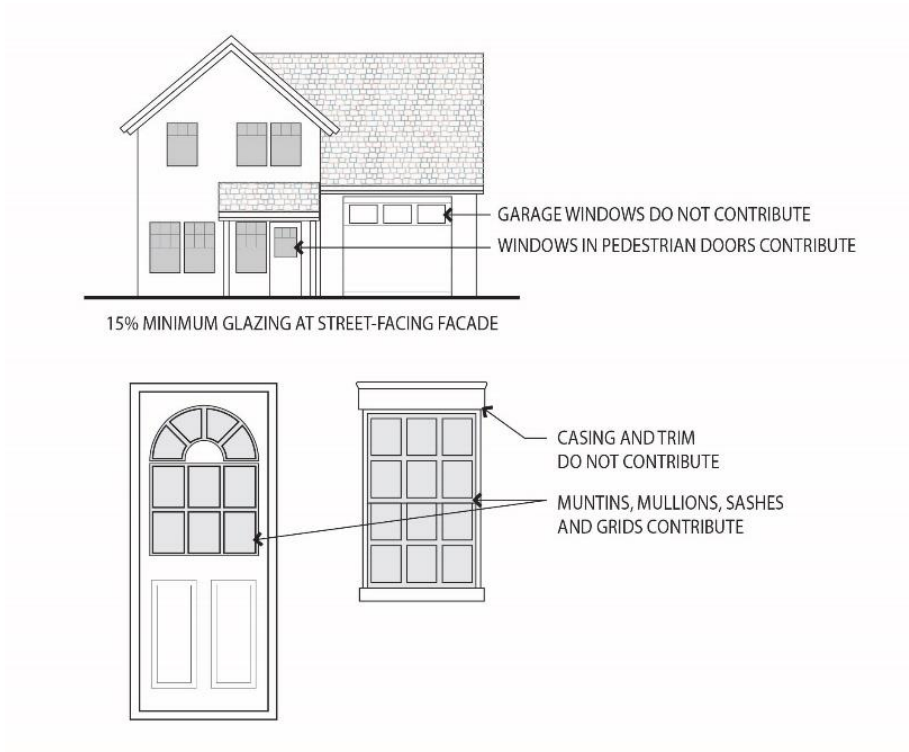 GARAGE WINDOWS DO NOT CONTRIBUTE
WINDOWS IN PEDESTRIAN DOORS CONTRIBUTE
15% MINIMUM GLAZING AT STREET-FACING FACADE
CASING AND TRIM
DO NOT CONTRIBUTE
MUNTINS, MULLIONS, SASHES
AND GRIDS CONTRIBUTE